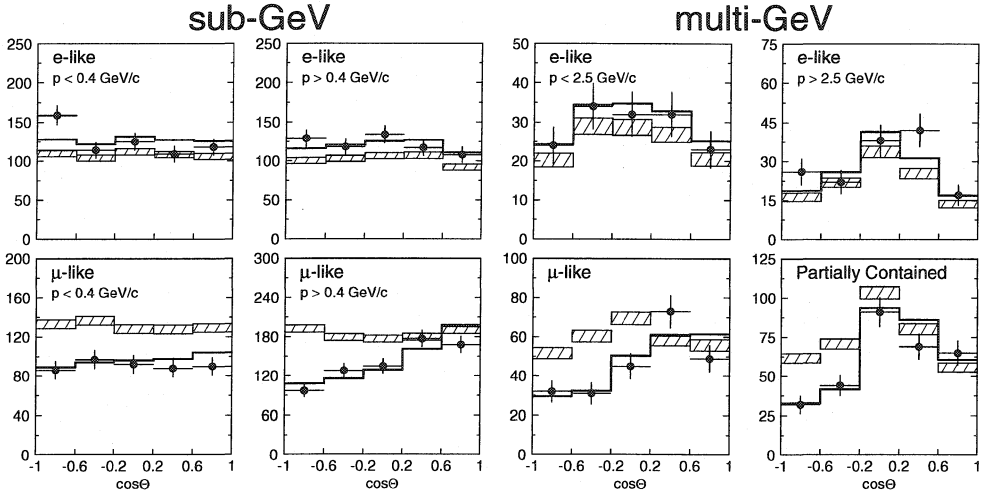 sub-GeV
multi-GeV
250
200
150
100
50
0
e-like
p < 0.4 GeV/c
250
200
150
100
50
0
e-like
p > 0.4 GeV/c
50
40
30
20
10
0
e-like
p < 2.5 GeV/c
75
60
45
30
15
0
e-like
p > 2.5 GeV/c
200
160
120
80
40
0
μ-like
p < 0.4 GeV/c
-1 -0.6 -0.2 0.2 0.6 1
cosΘ
300
240
180
120
60
0
μ-like
p > 0.4 GeV/c
-1 -0.6 -0.2 0.2 0.6 1
cosΘ
100
80
60
40
20
0
μ-like
-1 -0.6 -0.2 0.2 0.6 1
cosΘ
125
100
75
50
25
0
Partially Contained
-1 -0.6 -0.2 0.2 0.6 1
cosΘ